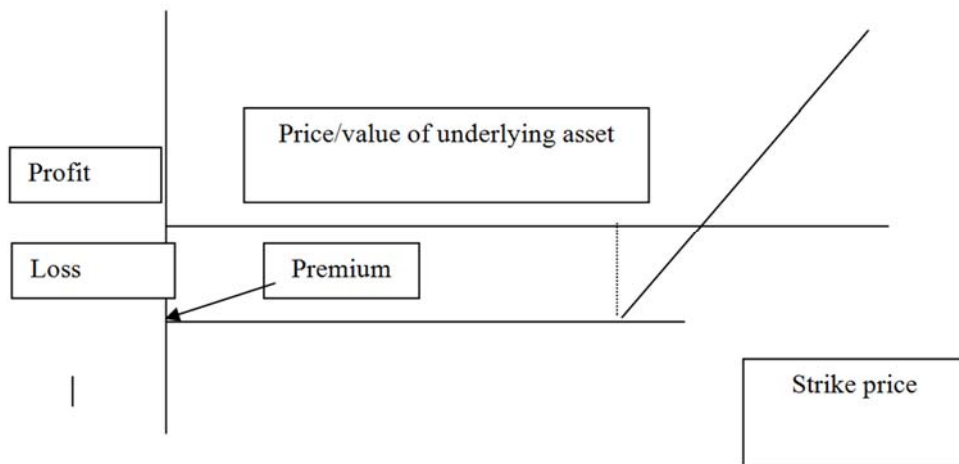 Price/value of underlying asset
Profit
Loss
Premium
Strike price